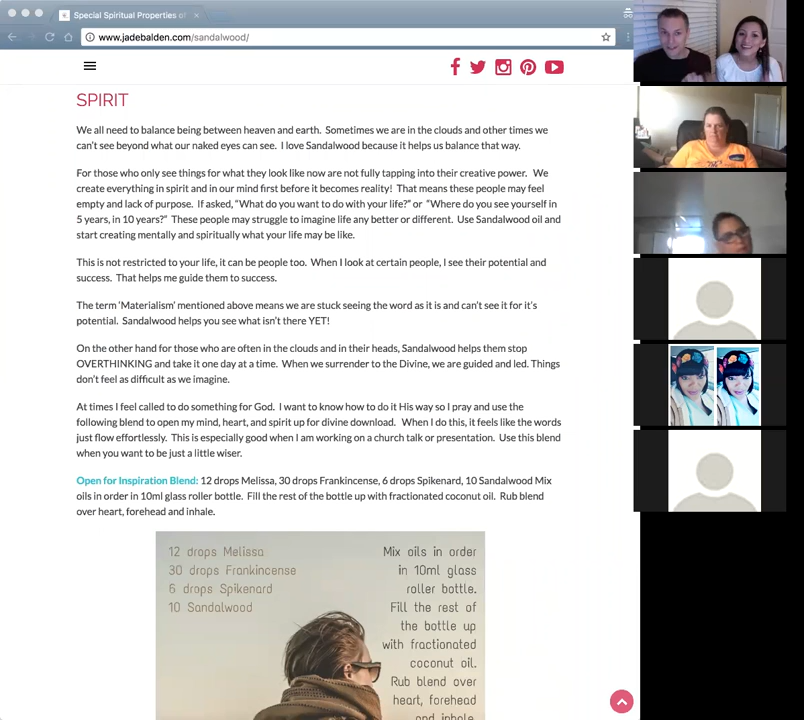 Special Spiritual Properties of
www.jadebalden.com/sandalwood/
SPIRIT
We all need to balance being between heaven and earth. Sometimes we are in the clouds and other times we
can't see beyond what our naked eyes can see. I love Sandalwood because it helps us balance that way.
For those who only see things for what they look like now are not fully tapping into their creative power. We
create everything in spirit and in our mind first before it becomes reality! That means these people may feel
empty and lack of purpose. If asked, "What do you want to do with your life?" or "Where do you see yourself in
5 years, in 10 years?" These people may struggle to imagine life any better or different. Use Sandalwood oil and
start creating mentally and spiritually what your life may be like.
This is not restricted to your life, it can be people too. When I look at certain people, I see their potential and
success. That helps me guide them to success.
The term 'Materialism' mentioned above means we are stuck seeing the word as it is and can't see it for it's
potential. Sandalwood helps you see what isn't there YET!
On the other hand for those who are often in the clouds and in their heads, Sandalwood helps them stop
OVERTHINKING and take it one day at a time. When we surrender to the Divine, we are guided and led. Things
don't feel as difficult as we imagine.
At times I feel called to do something for God. I want to know how to do it His way so I pray and use the
following blend to open my mind, heart, and spirit up for divine download. When I do this, it feels like the words
just flow effortlessly. This is especially good when I am working on a church talk or presentation. Use this blend
when you want to be just a little wiser.
Open for Inspiration Blend: 12 drops Melissa, 30 drops Frankincense, 6 drops Spikenard, 10 Sandalwood Mix
oils in order in 10ml glass roller bottle. Fill the rest of the bottle up with fractionated coconut oil. Rub blend
over heart, forehead and inhale.
12 drops Melissa
30 drops Frankincense
6 drops Spikenard
10 Sandalwood
Mix oils in order
in 10ml glass
roller bottle.
Fill the rest of
the bottle up
with fractionated
coconut oil.
Rub blend over
heart, forehead
and inhale.